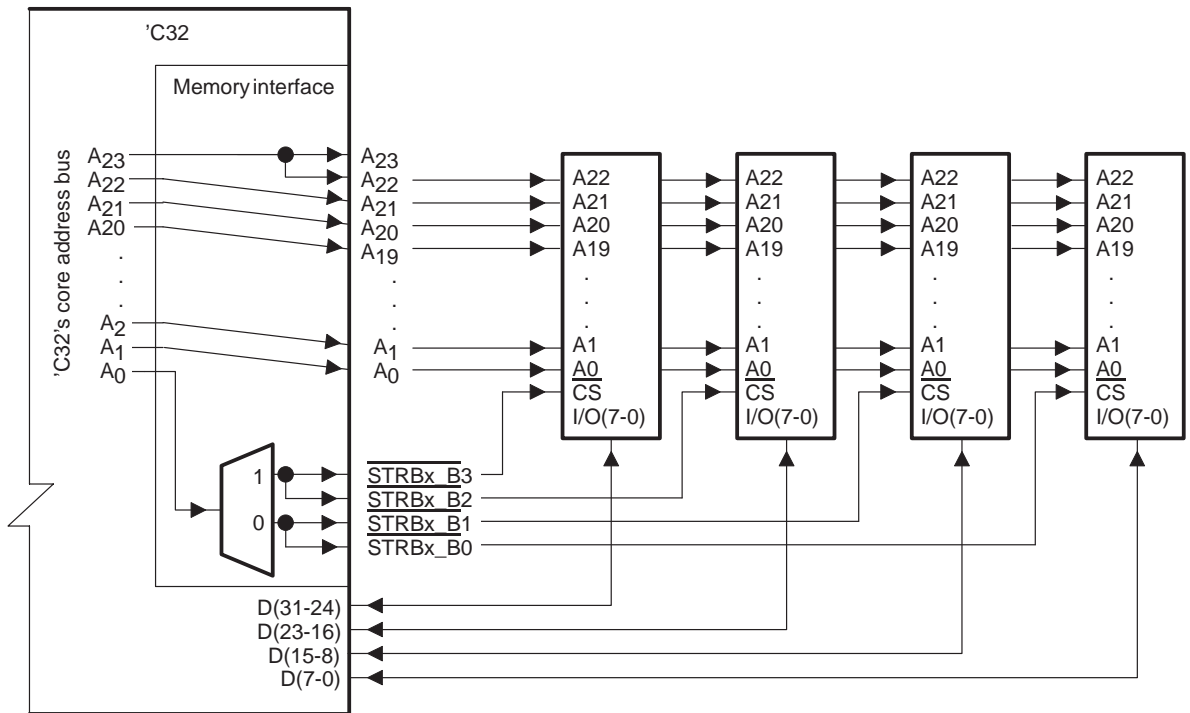 'C32
Memory interface
'C32's core address bus
A23
A22
A21
A20
.
.
.
A2
A1
A0
1
0
A23
A22
A21
A20
A19
.
.
.
A1
A0
STRBx_B3
STRBx_B2
STRBx_B1
STRBx_B0
D(31-24)
D(23-16)
D(15-8)
D(7-0)
A22
A21
A20
A19
.
.
.
A1
A0
CS
I/O(7-0)
A22
A21
A20
A19
.
.
.
A1
A0
CS
I/O(7-0)
A22
A21
A20
A19
.
.
.
A1
A0
CS
I/O(7-0)
A22
A21
A20
A19
.
.
.
A1
A0
CS
I/O(7-0)